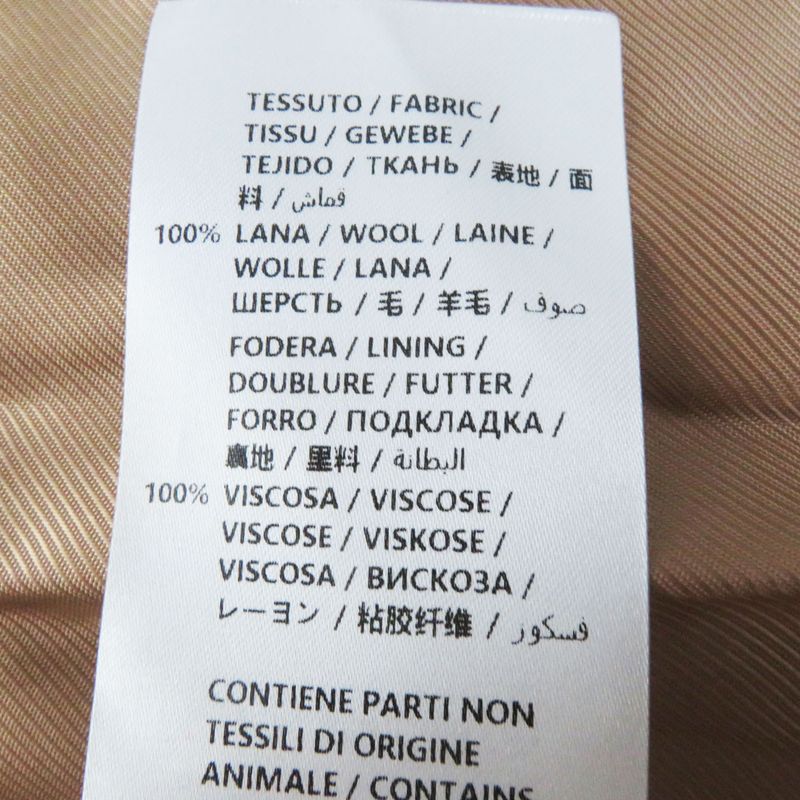 TESSUTO / FABRIC /
TISSU / GEWEBE /
TEJIDO / ТКАНЬ / 表地 / 面
料 / قماش
100% LANA / WOOL / LAINE /
WOLLE / LANA /
ШЕРСТЬ / 毛 / 羊毛 / صوف
FODERA / LINING /
DOUBLURE / FUTTER /
FORRO / ПОДКЛАДКА /
裏地 / 里料 / البطانة
100% VISCOSA / VISCOSE /
VISCOSE / VISKOSE /
VISCOSA / ВИСКОЗА /
レーヨン / 粘胶纤维 / فسكوز
CONTIENE PARTI NON
TESSILI DI ORIGINE
ANIMALE / CONTAINS